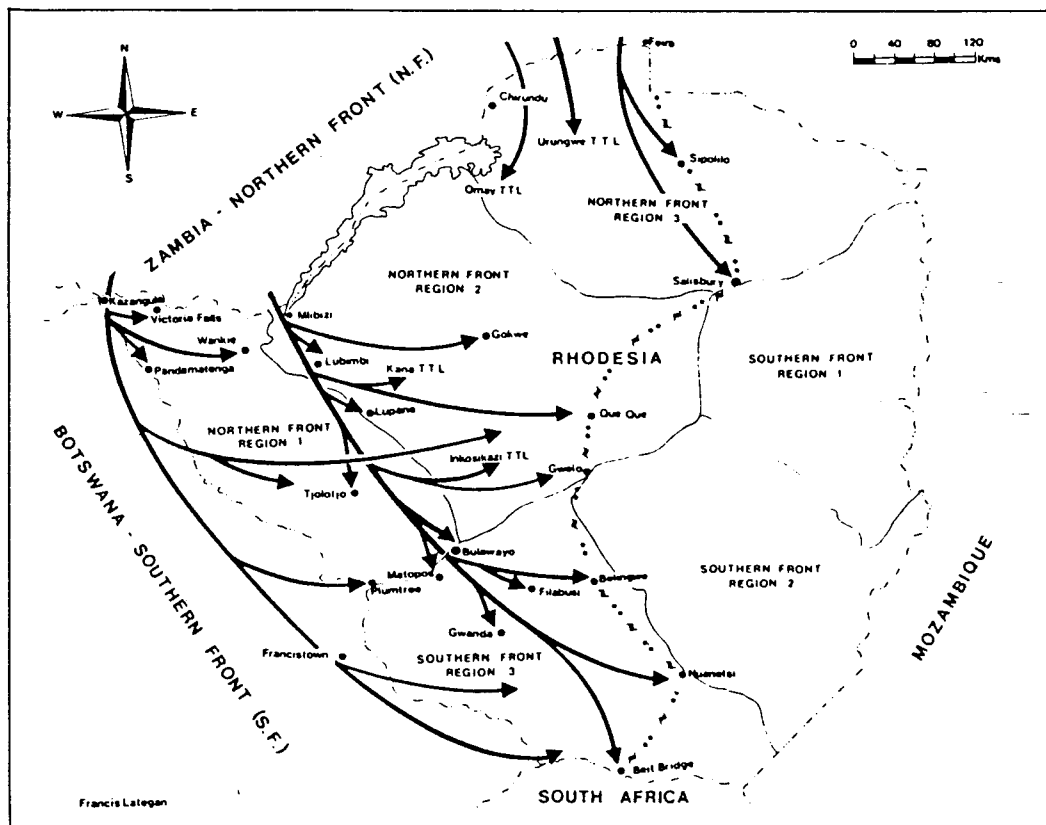 N
W
E
S
0 40 80 120
Kms
ZAMBIA - NORTHERN FRONT (N.F.)
Feira
Chirundu
Urungwe TTL
Omay TTL
Sipolilo
NORTHERN FRONT
REGION 3
Salisbury
NORTHERN FRONT
REGION 2
Kazangula
Victoria Falls
Mlibizi
Wankie
Pandamatenga
Lubimbi
Gokwe
Kana TTL
RHODESIA
SOUTHERN FRONT
REGION 1
Lupane
Que Que
NORTHERN FRONT
REGION 1
Inkosikazi TTL
Gwelo
Tjolotjo
BOTSWANA - SOUTHERN FRONT (S.F.)
Bulawayo
Matopos
Plumtree
Filabusi
Belingwe
SOUTHERN FRONT
REGION 2
MOZAMBIQUE
Gwanda
Francistown
SOUTHERN FRONT
REGION 3
Nuanetsi
Beit Bridge
SOUTH AFRICA
Francis Lategan